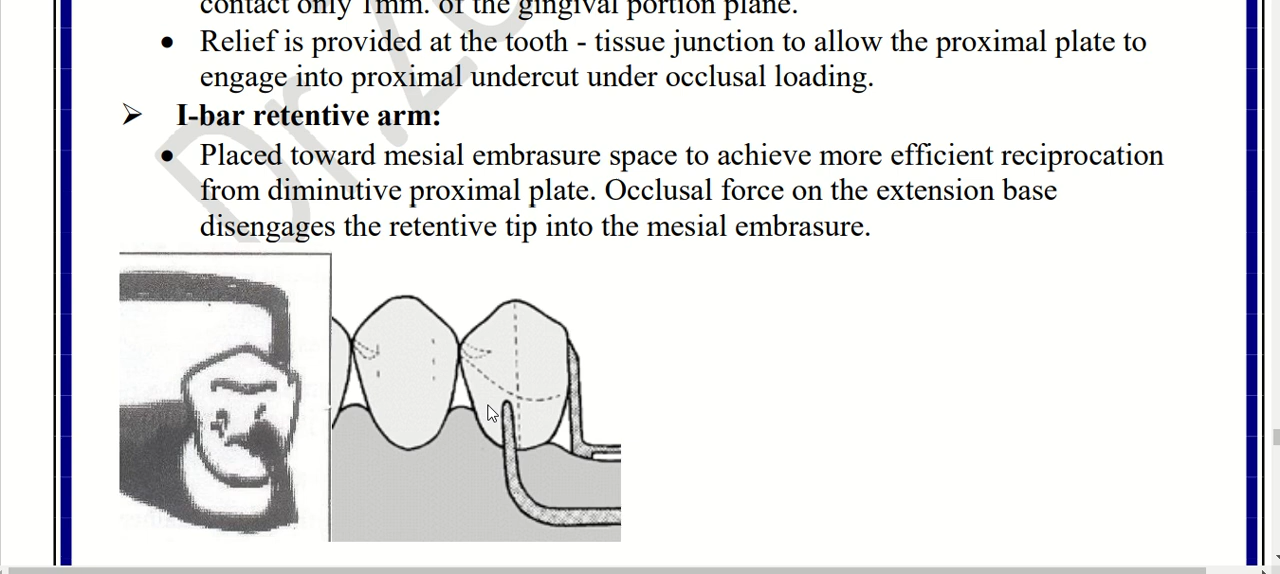 contact only 1mm. of the gingival portion plane.
• Relief is provided at the tooth - tissue junction to allow the proximal plate to
engage into proximal undercut under occlusal loading.
➢ I-bar retentive arm:
• Placed toward mesial embrasure space to achieve more efficient reciprocation
from diminutive proximal plate. Occlusal force on the extension base
disengages the retentive tip into the mesial embrasure.